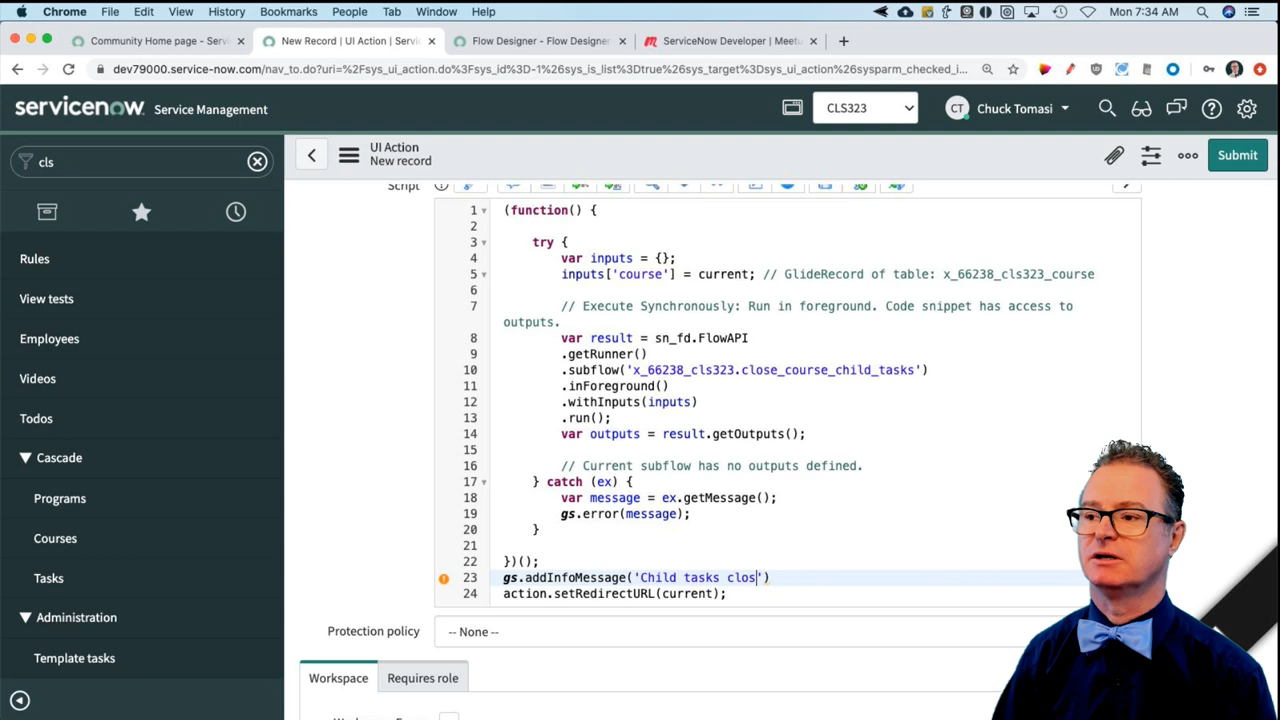 Chrome File Edit View History Bookmarks People Tab Window Help Mon 7:34 AM
Community Home page - Servi New Record | UI Action | Servic Flow Designer - Flow Designer ServiceNow Developer | Meetu
dev79000.service-now.com/nav_to.do?uri=%2Fsys_ui_action.do%3Fsys_id%3D-1%26sys_is_list%3Dtrue%26sys_target%3Dsys_ui_action%26sysparm_checked_i...
servicenow Service Management CLS323 CT Chuck Tomasi
cls
UI Action
New record
Submit
Rules
View tests
Employees
Videos
Todos
Cascade
Programs
Courses
Tasks
Administration
Template tasks
Script
1 (function() {
2
3 try {
4 var inputs = {};
5 inputs['course'] = current; // GlideRecord of table: x_66238_cls323_course
6
7 // Execute Synchronously: Run in foreground. Code snippet has access to
outputs.
8 var result = sn_fd.FlowAPI
9 .getRunner()
10 .subflow('x_66238_cls323.close_course_child_tasks')
11 .inForeground()
12 .withInputs(inputs)
13 .run();
14 var outputs = result.getOutputs();
15
16 // Current subflow has no outputs defined.
17 } catch (ex) {
18 var message = ex.getMessage();
19 gs.error(message);
20 }
21
22 })();
23 gs.addInfoMessage('Child tasks clos')
24 action.setRedirectURL(current);
Protection policy -- None --
Workspace Requires role